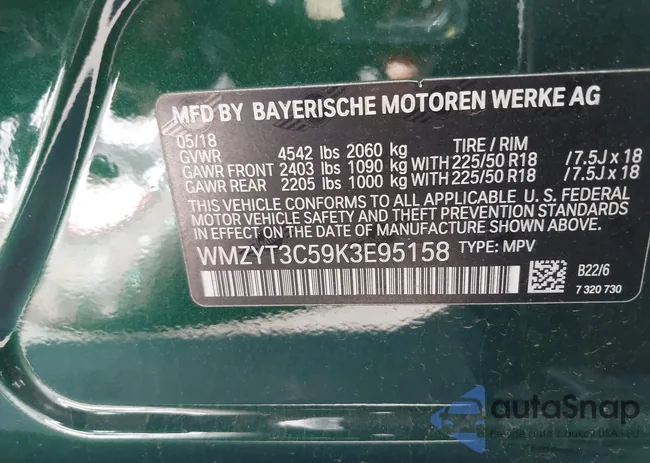 MFD BY BAYERISCHE MOTOREN WERKE AG
05/18
GVWR 4542 lbs 2060 kg TIRE / RIM
GAWR FRONT 2403 lbs 1090 kg WITH 225/50 R18 /7.5J x 18
GAWR REAR 2205 lbs 1000 kg WITH 225/50 R18 /7.5J x 18
THIS VEHICLE CONFORMS TO ALL APPLICABLE U. S. FEDERAL
MOTOR VEHICLE SAFETY AND THEFT PREVENTION STANDARDS
IN EFFECT ON THE DATE OF MANUFACTURE SHOWN ABOVE.
WMZYT3C59K3E95158 TYPE: MPV
B22/6
7 320 730
autoSnap